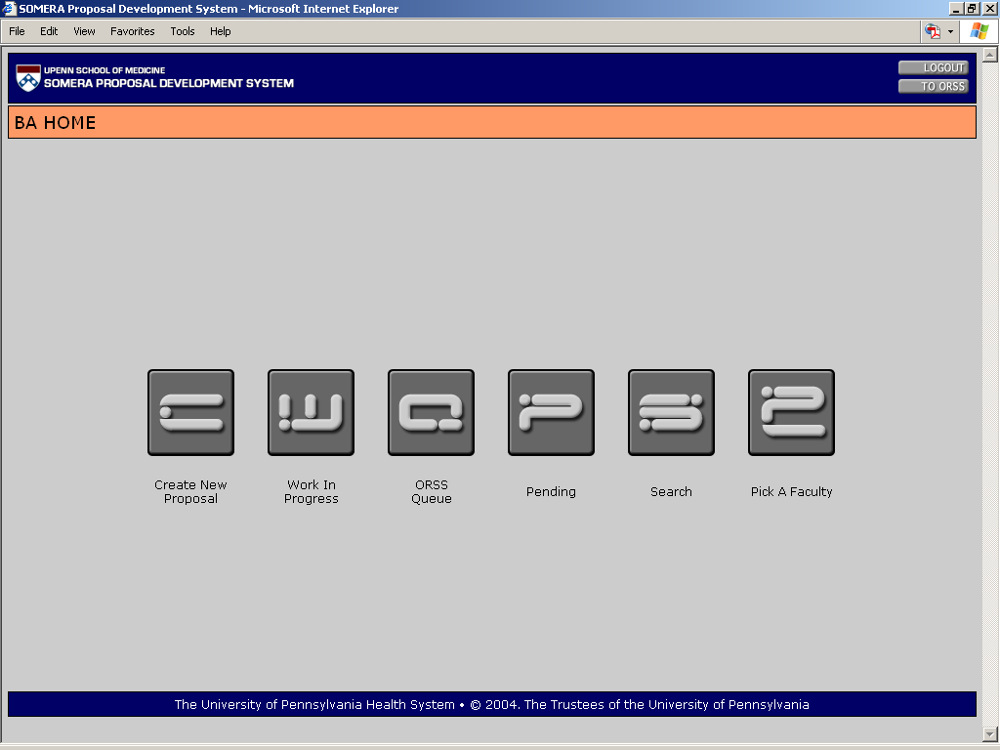 SOMERA Proposal Development System - Microsoft Internet Explorer
File Edit View Favorites Tools Help
UPENN SCHOOL OF MEDICINE
SOMERA PROPOSAL DEVELOPMENT SYSTEM
LOGOUT
TO ORSS
BA HOME
Create New
Proposal
Work In
Progress
ORSS
Queue
Pending
Search
Pick A Faculty
The University of Pennsylvania Health System • © 2004. The Trustees of the University of Pennsylvania